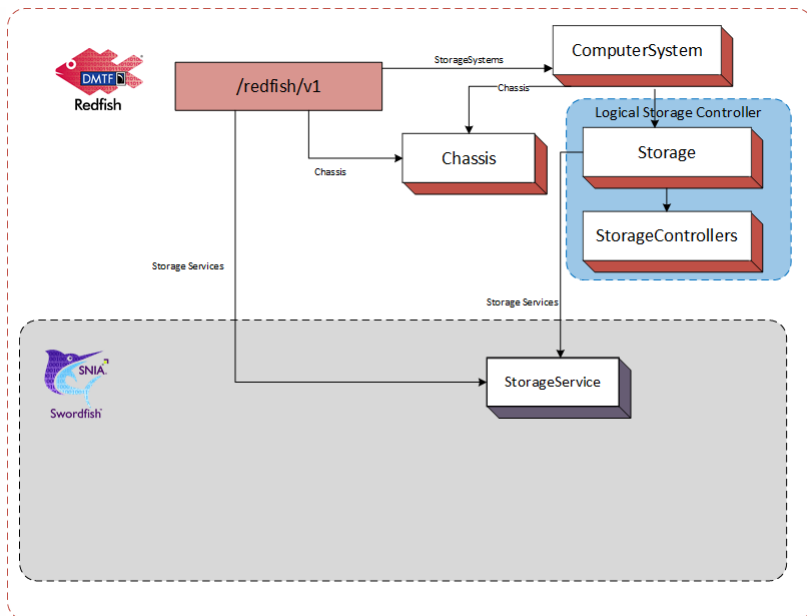 ComputerSystem
StorageSystems
DMTF
Redfish
/redfish/v1
Chassis
Logical Storage Controller
Storage
Chassis
Chassis
StorageControllers
Storage Services
Storage Services
SNIA
StorageService
Swordfish